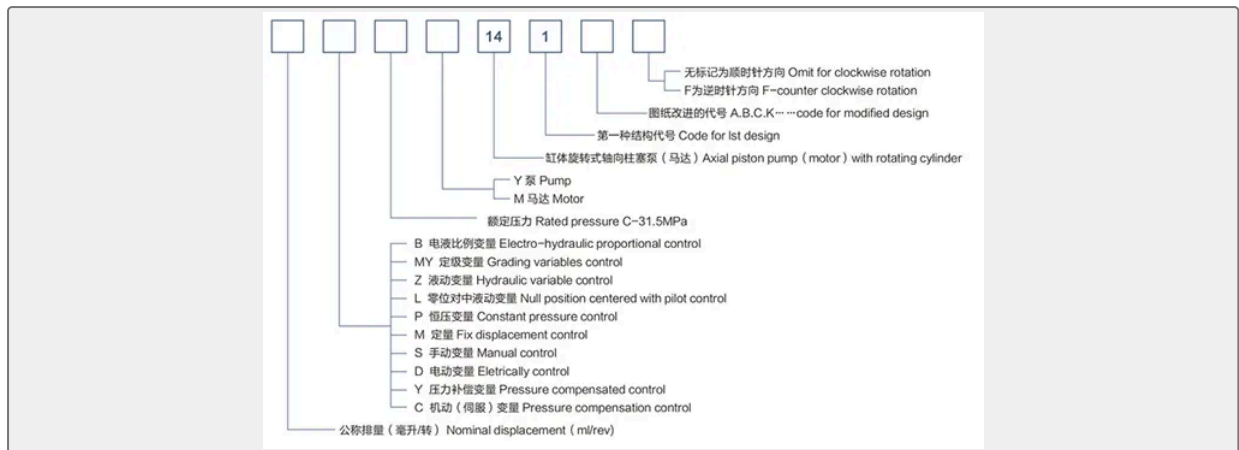 14 1
无标记为顺时针方向 Omit for clockwise rotation
F为逆时针方向 F-counter clockwise rotation
图纸改进的代号 A.B.C.K……code for modified design
第一种结构代号 Code for lst design
缸体旋转式轴向柱塞泵（马达）Axial piston pump（motor）with rotating cylinder
Y 泵 Pump
M 马达 Motor
额定压力 Rated pressure C-31.5MPa
B 电液比例变量 Electro-hydraulic proportional control
MY 定级变量 Grading variables control
Z 液动变量 Hydraulic variable control
L 零位对中液动变量 Null position centered with pilot control
P 恒压变量 Constant pressure control
M 定量 Fix displacement control
S 手动变量 Manual control
D 电动变量 Eletrically control
Y 压力补偿变量 Pressure compensated control
C 机动（伺服）变量 Pressure compensation control
公称排量（毫升/转） Nominal displacement（ml/rev)